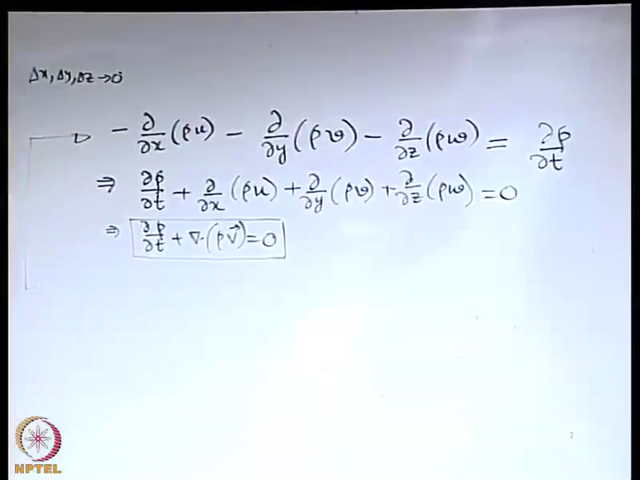 Δx, Δy, Δz → 0
− ∂/∂x (ρu) − ∂/∂y (ρv) − ∂/∂z (ρw) = ∂ρ/∂t
⇒ ∂ρ/∂t + ∂/∂x (ρu) + ∂/∂y (ρv) + ∂/∂z (ρw) = 0
⇒ ∂ρ/∂t + ∇·(ρV⃗) = 0
NPTEL